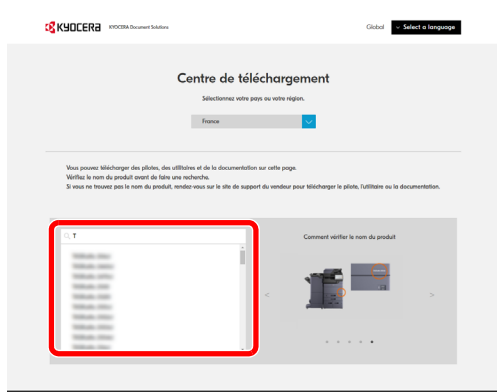 KYOCERA KYOCERA Document Solutions
Global Select a language
Centre de téléchargement
Sélectionnez votre pays ou votre région.
France
Vous pouvez télécharger des pilotes, des utilitaires et de la documentation sur cette page.
Vérifiez le nom du produit avant de faire une recherche.
Si vous ne trouvez pas le nom du produit, rendez-vous sur le site de support du vendeur pour télécharger le pilote, l'utilitaire ou la documentation.
T
Comment vérifier le nom du produit
< >